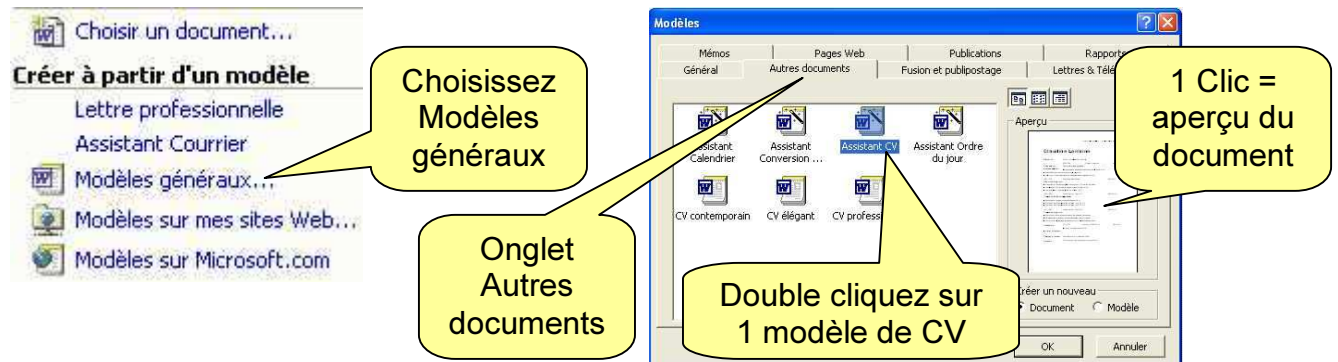 Choisir un document...
Créer à partir d'un modèle
Lettre professionnelle
Assistant Courrier
Modèles généraux...
Modèles sur mes sites Web...
Modèles sur Microsoft.com
Choisissez
Modèles
généraux
Onglet
Autres
documents
Modèles
Mémos
Pages Web
Publications
Rapports
Général
Autres documents
Fusion et publipostage
Lettres & Télé
Assistant
Calendrier
Assistant
Conversion ...
Assistant CV
Assistant Ordre
du jour
CV contemporain
CV élégant
CV profess
Aperçu
1 Clic =
aperçu du
document
Double cliquez sur
1 modèle de CV
Créer un nouveau
Document
Modèle
OK
Annuler